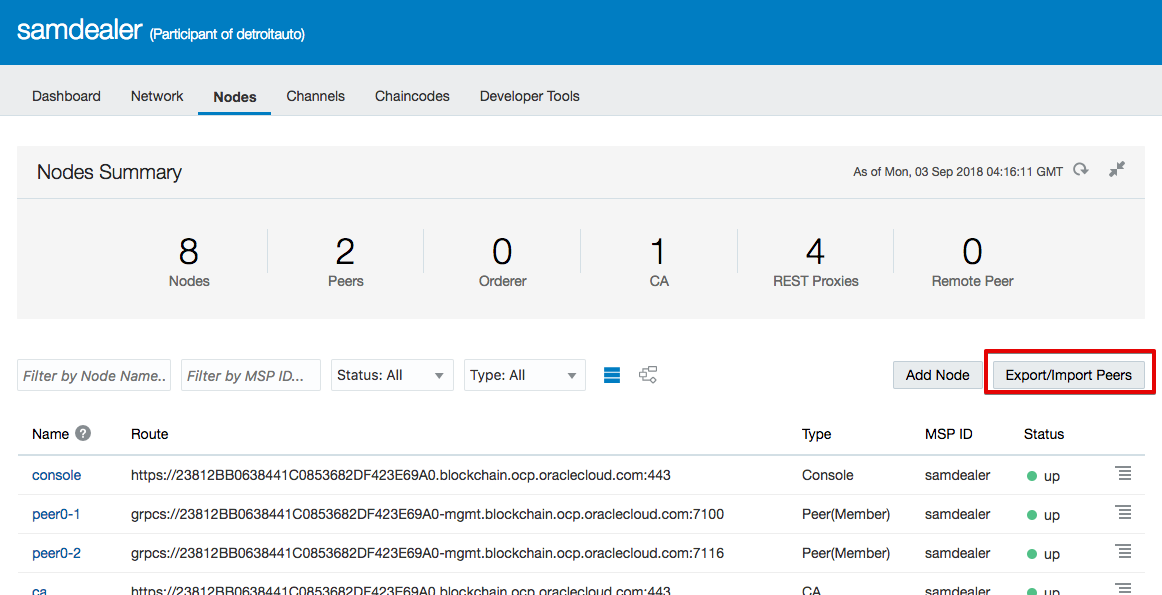 samdealer (Participant of detroitauto)
Dashboard Network Nodes Channels Chaincodes Developer Tools
Nodes Summary As of Mon, 03 Sep 2018 04:16:11 GMT
8 2 0 1 4 0
Nodes Peers Orderer CA REST Proxies Remote Peer
Filter by Node Name.. Filter by MSP ID... Status: All Type: All Add Node Export/Import Peers
Name ? Route Type MSP ID Status
console https://23812BB0638441C0853682DF423E69A0.blockchain.ocp.oraclecloud.com:443 Console samdealer up
peer0-1 grpcs://23812BB0638441C0853682DF423E69A0-mgmt.blockchain.ocp.oraclecloud.com:7100 Peer(Member) samdealer up
peer0-2 grpcs://23812BB0638441C0853682DF423E69A0-mgmt.blockchain.ocp.oraclecloud.com:7116 Peer(Member) samdealer up
ca https://23812BB0638441C0853682DF423E69A0.blockchain.ocp.oraclecloud.com:443 CA samdealer up